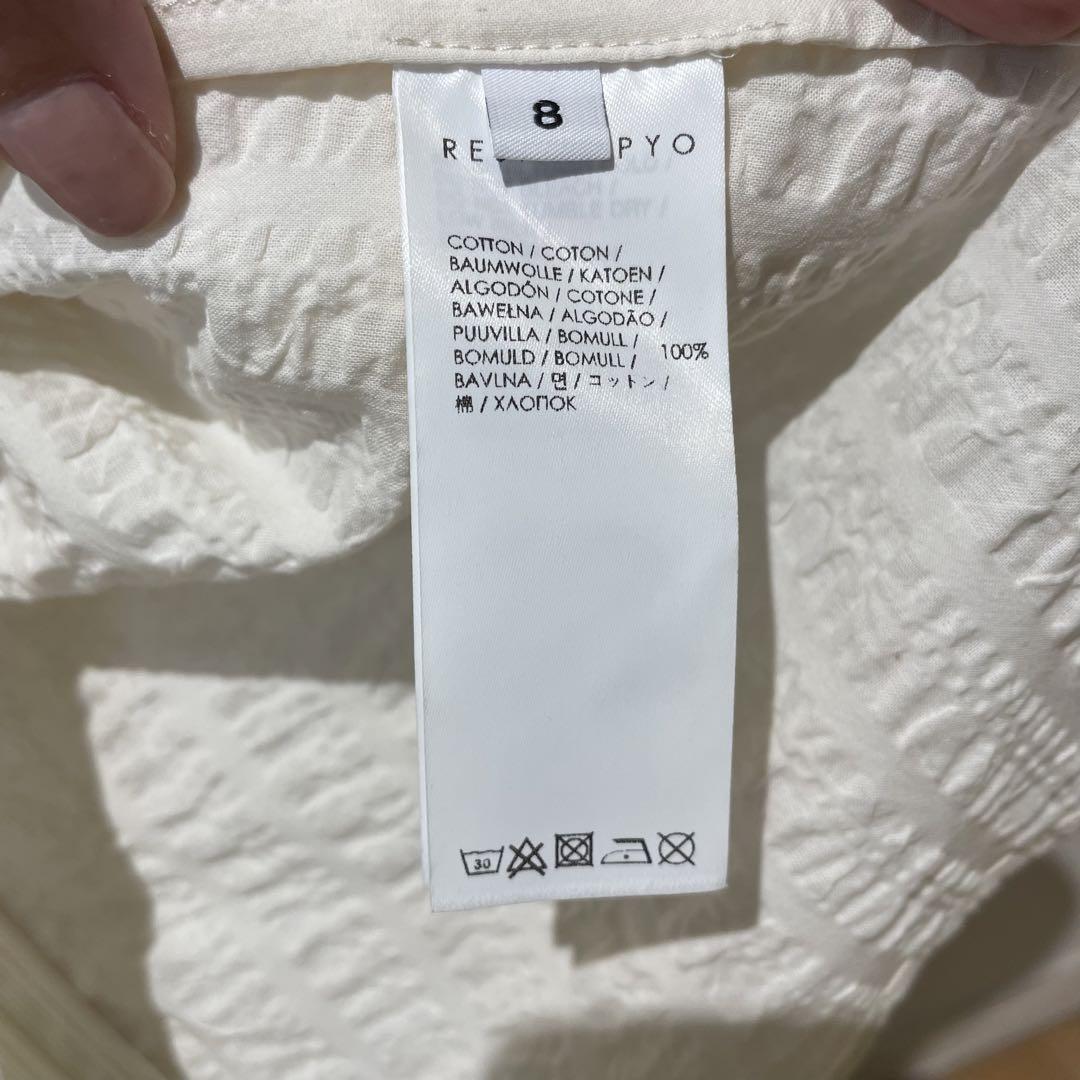 8
PYO
COTTON / COTON /
BAUMWOLLE / KATOEN /
ALGODÓN / COTONE /
BAWEŁNA / ALGODÃO /
PUUVILLA / BOMULL /
BOMULD / BOMULL / 100%
BAVLNA / 면 / コットン /
棉 / ХЛОПОК
30